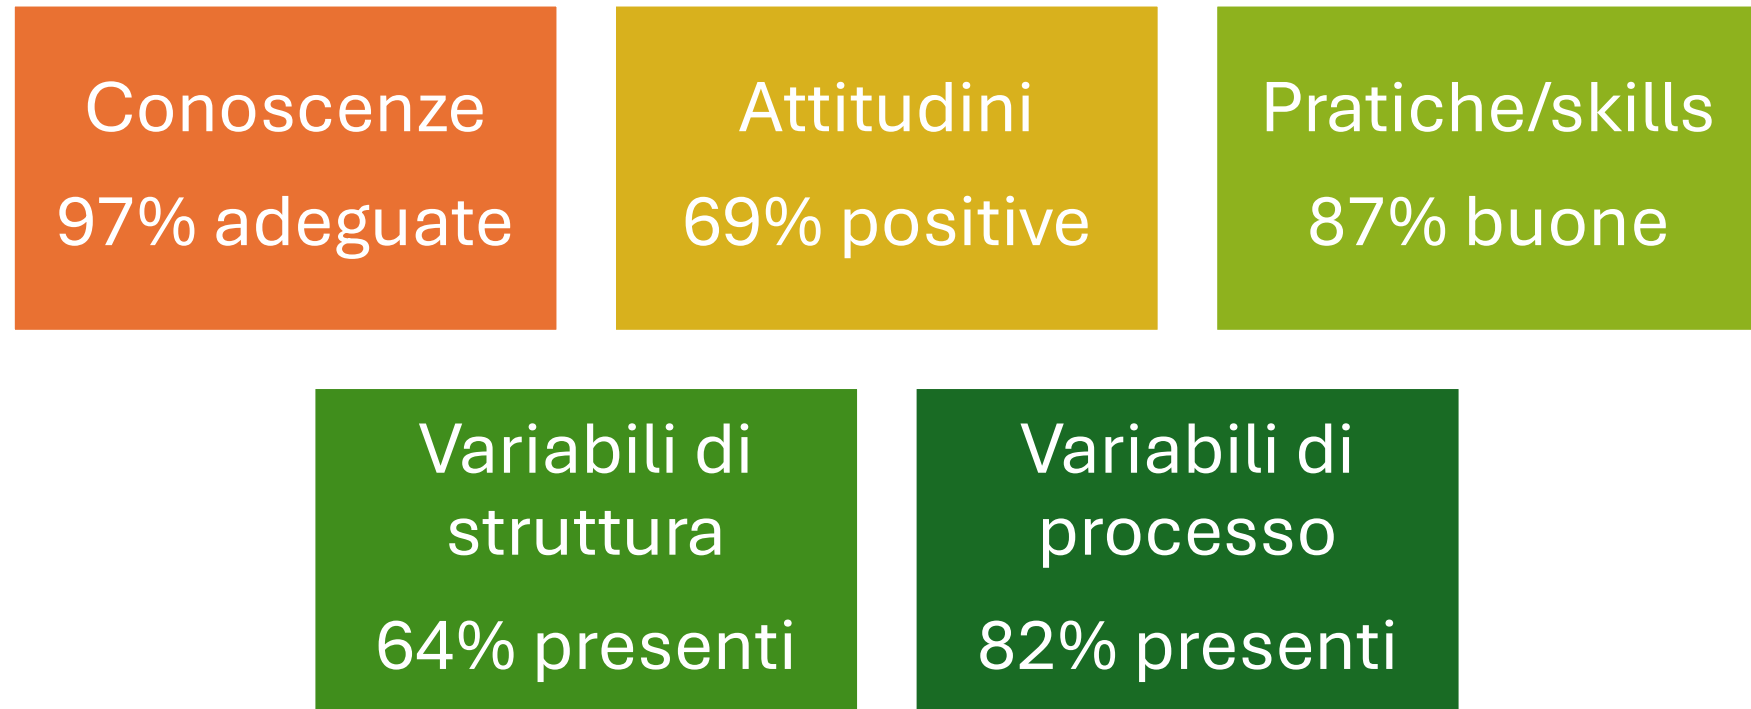 Conoscenze
97% adeguate
Attitudini
69% positive
Pratiche/skills
87% buone
Variabili di
struttura
64% presenti
Variabili di
processo
82% presenti